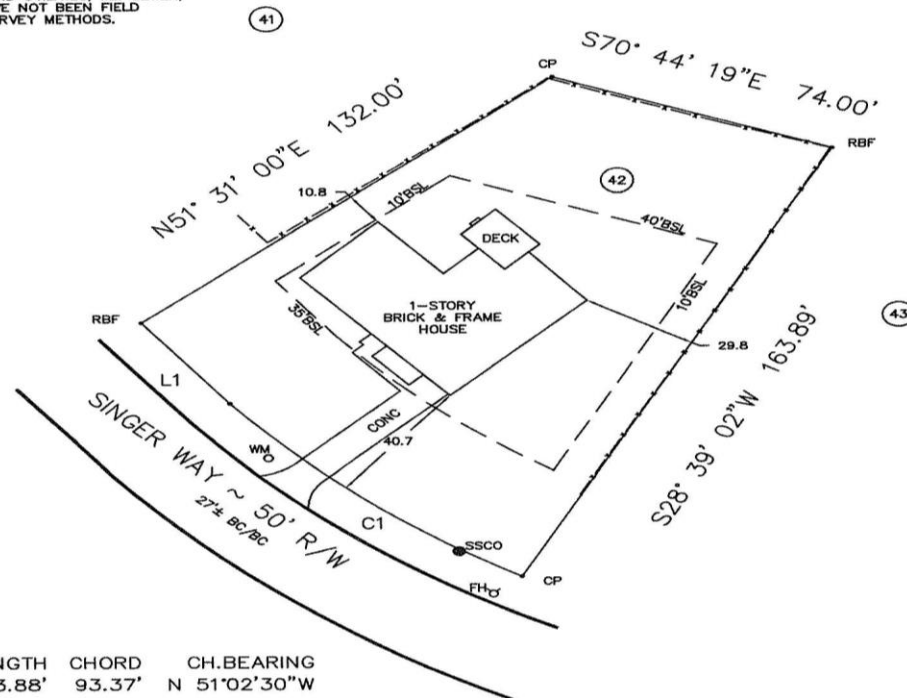 VE NOT BEEN FIELD
RVEY METHODS.
41
CP
S70° 44' 19"E 74.00'
RBF
N51° 31' 00"E 132.00'
10.8
10'BSL
42
40'BSL
DECK
1-STORY
BRICK & FRAME
HOUSE
10'BSL
35'BSL
43
29.8
S28° 39' 02"W 163.89'
RBF
L1
SINGER WAY ~ 50' R/W
27'± BC/BC
WM
CONC
40.7
C1
SSCO
CP
FH
NGTH CHORD CH.BEARING
3.88' 93.37' N 51°02'30"W